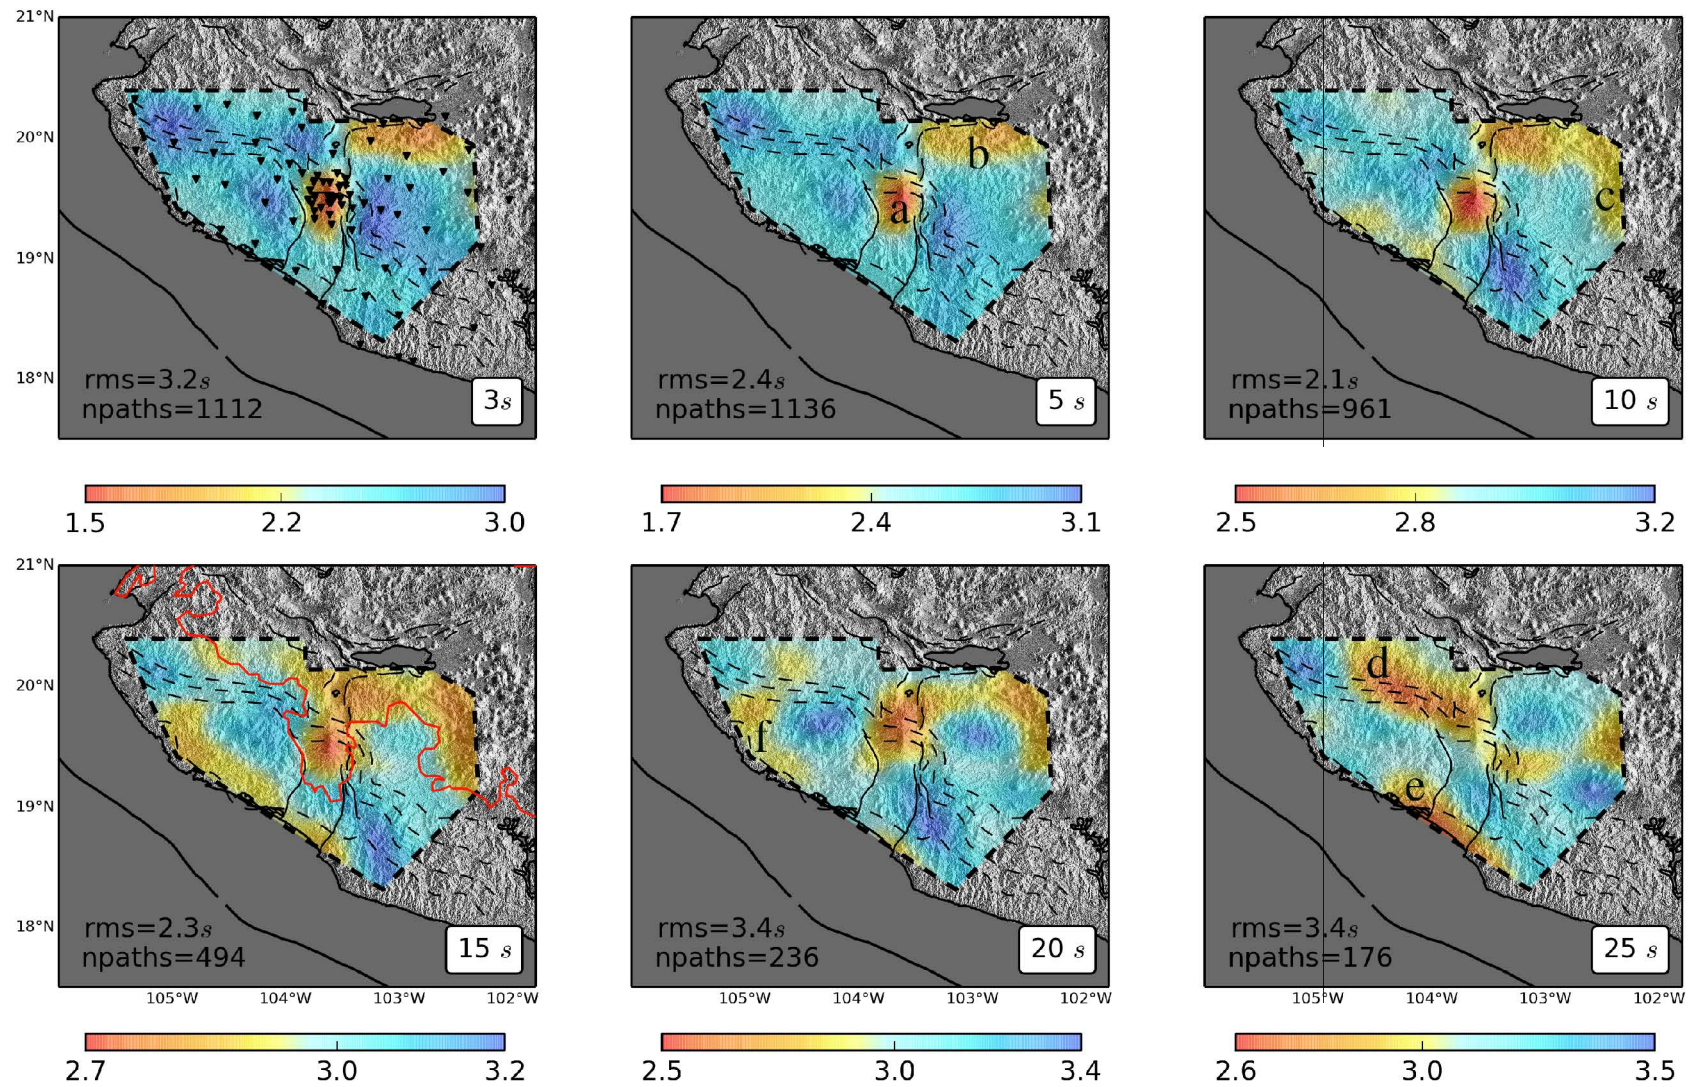 21°N
20°N
19°N
18°N
a
b
c
rms=3.2s
npaths=1112
3s
rms=2.4s
npaths=1136
5 s
rms=2.1s
npaths=961
10 s
1.5 2.2 3.0
1.7 2.4 3.1
2.5 2.8 3.2
21°N
20°N
19°N
18°N
f
d
e
rms=2.3s
npaths=494
15 s
rms=3.4s
npaths=236
20 s
rms=3.4s
npaths=176
25 s
105°W 104°W 103°W 102°W
105°W 104°W 103°W 102°W
105°W 104°W 103°W 102°W
2.7 3.0 3.2
2.5 3.0 3.4
2.6 3.0 3.5